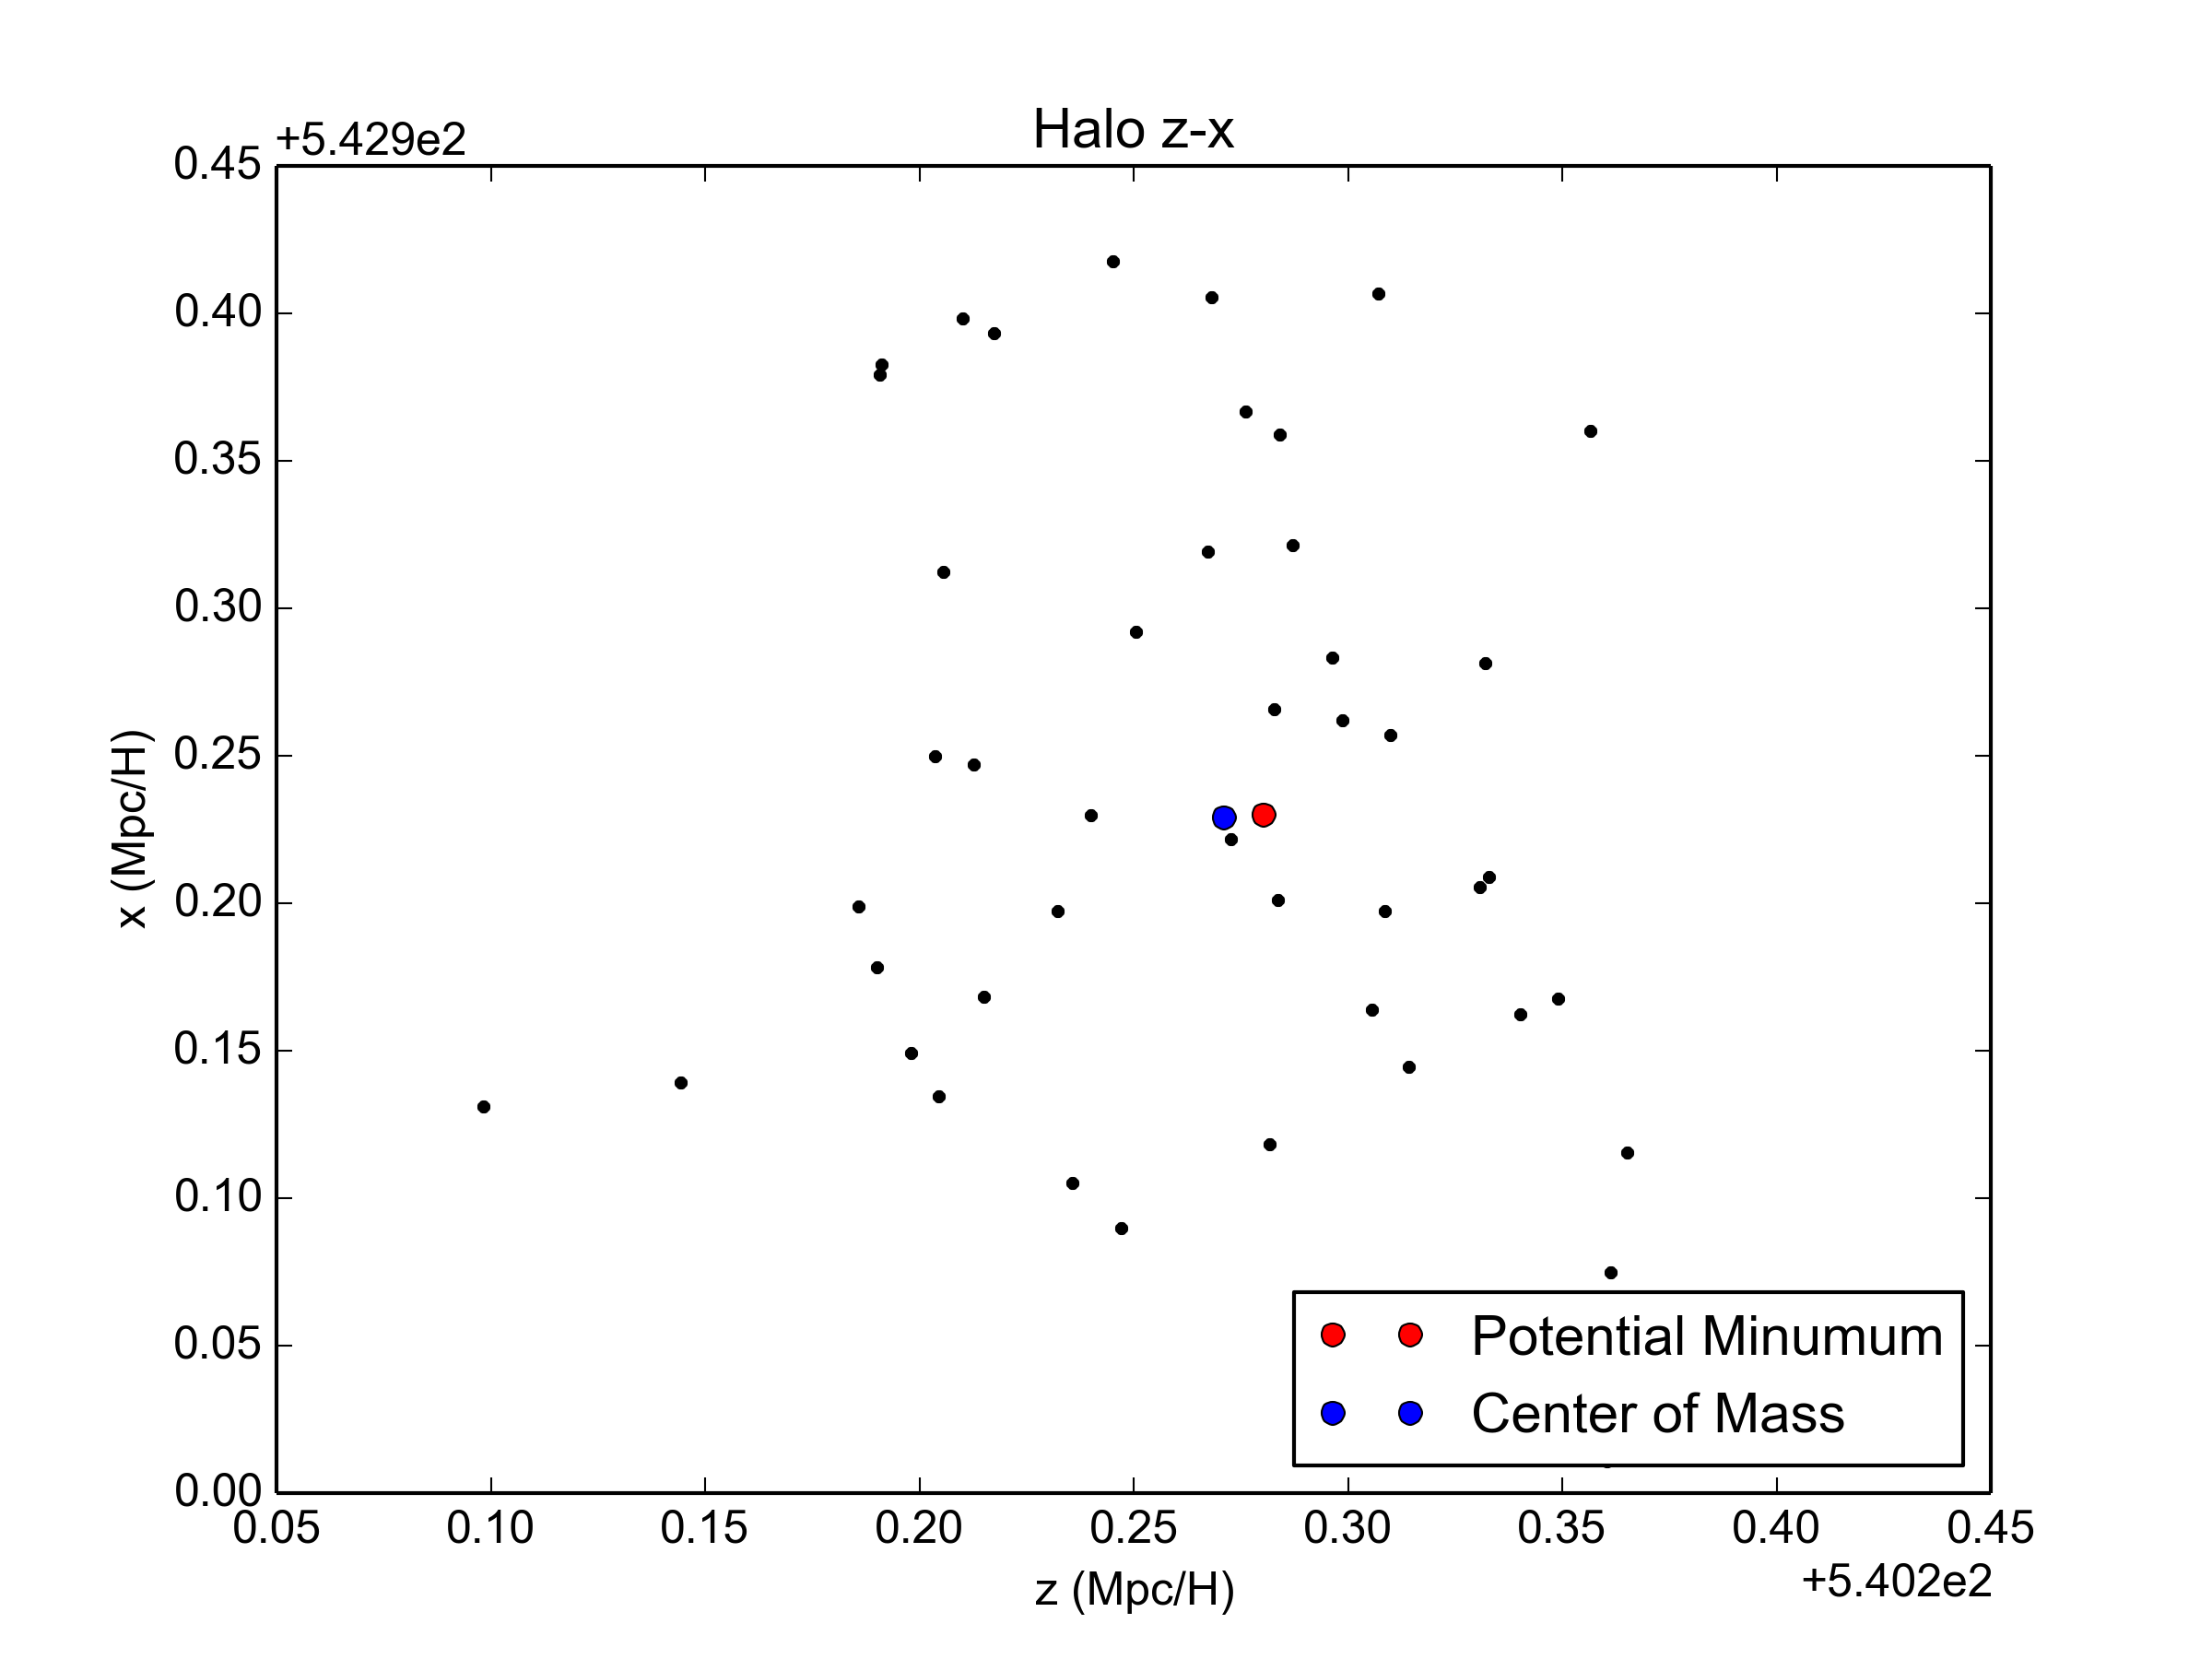 Halo z-x
+5.429e2
0.45
0.40
0.35
0.30
0.25
0.20
0.15
0.10
0.05
0.00
x (Mpc/H)
Potential Minumum
Center of Mass
0.05 0.10 0.15 0.20 0.25 0.30 0.35 0.40 0.45
z (Mpc/H)
+5.402e2